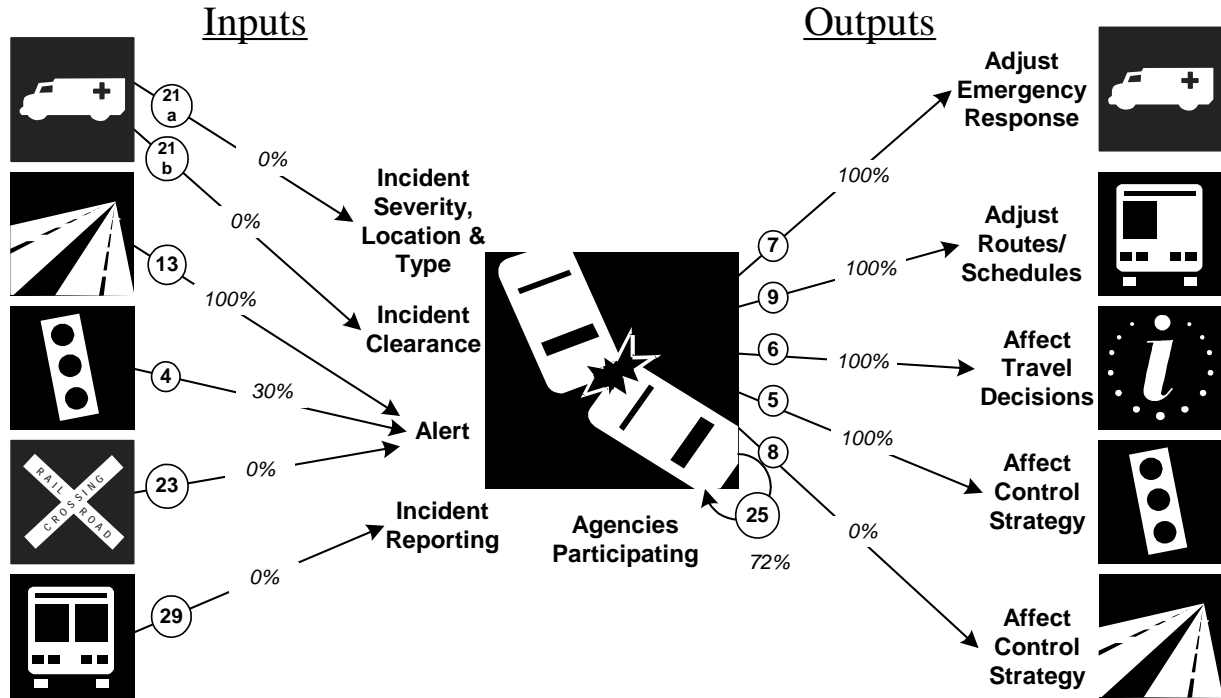 Inputs
Outputs
21
a
21
b
13
4
23
29
0%
0%
100%
30%
0%
0%
Incident
Severity,
Location &
Type
Incident
Clearance
Alert
Incident
Reporting
RAIL
ROAD
CROSSING
Agencies
Participating
25
72%
7
9
6
5
8
100%
100%
100%
100%
0%
Adjust
Emergency
Response
Adjust
Routes/
Schedules
Affect
Travel
Decisions
i
Affect
Control
Strategy
Affect
Control
Strategy